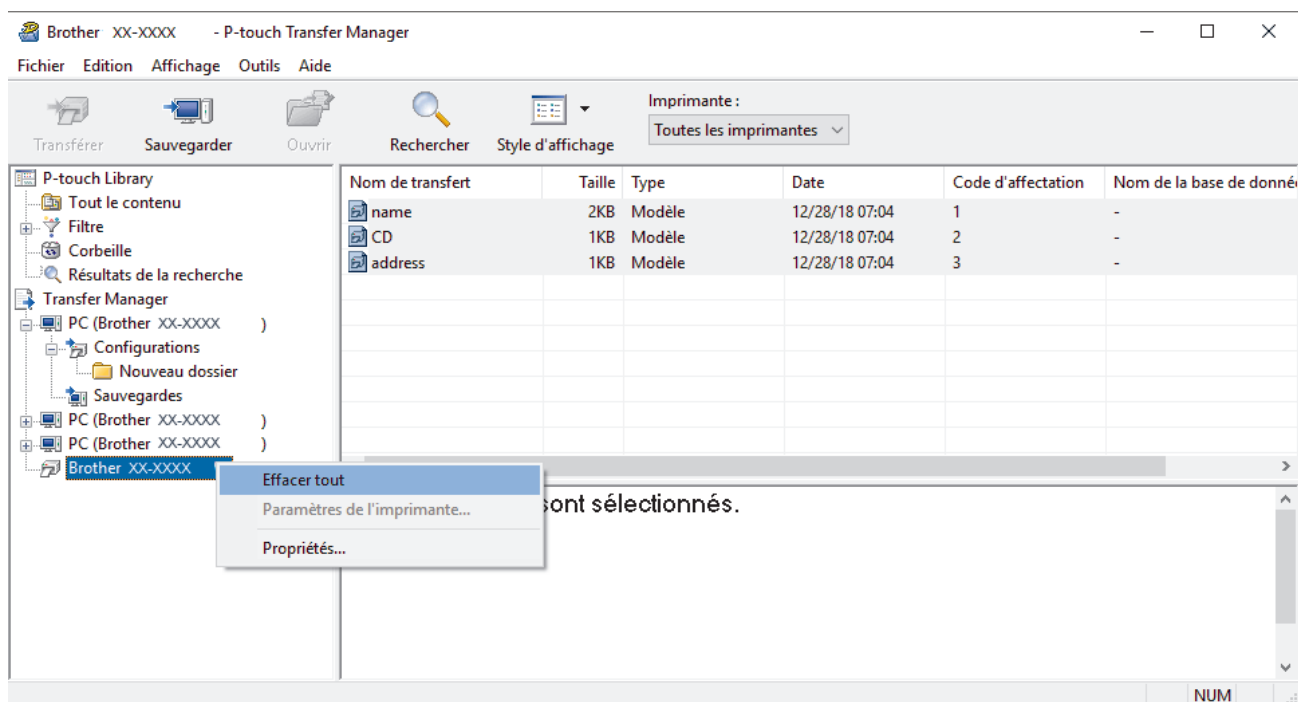 Brother XX-XXXX - P-touch Transfer Manager
Fichier Edition Affichage Outils Aide
Transférer Sauvegarder Ouvrir Rechercher Style d'affichage
Imprimante :
Toutes les imprimantes
P-touch Library
Tout le contenu
Filtre
Corbeille
Résultats de la recherche
Transfer Manager
PC (Brother XX-XXXX )
Configurations
Nouveau dossier
Sauvegardes
PC (Brother XX-XXXX )
PC (Brother XX-XXXX )
Brother XX-XXXX
Nom de transfert Taille Type Date Code d'affectation Nom de la base de donné
name 2KB Modèle 12/28/18 07:04 1 -
CD 1KB Modèle 12/28/18 07:04 2 -
address 1KB Modèle 12/28/18 07:04 3 -
Effacer tout
Paramètres de l'imprimante...
Propriétés...
sont sélectionnés.
NUM